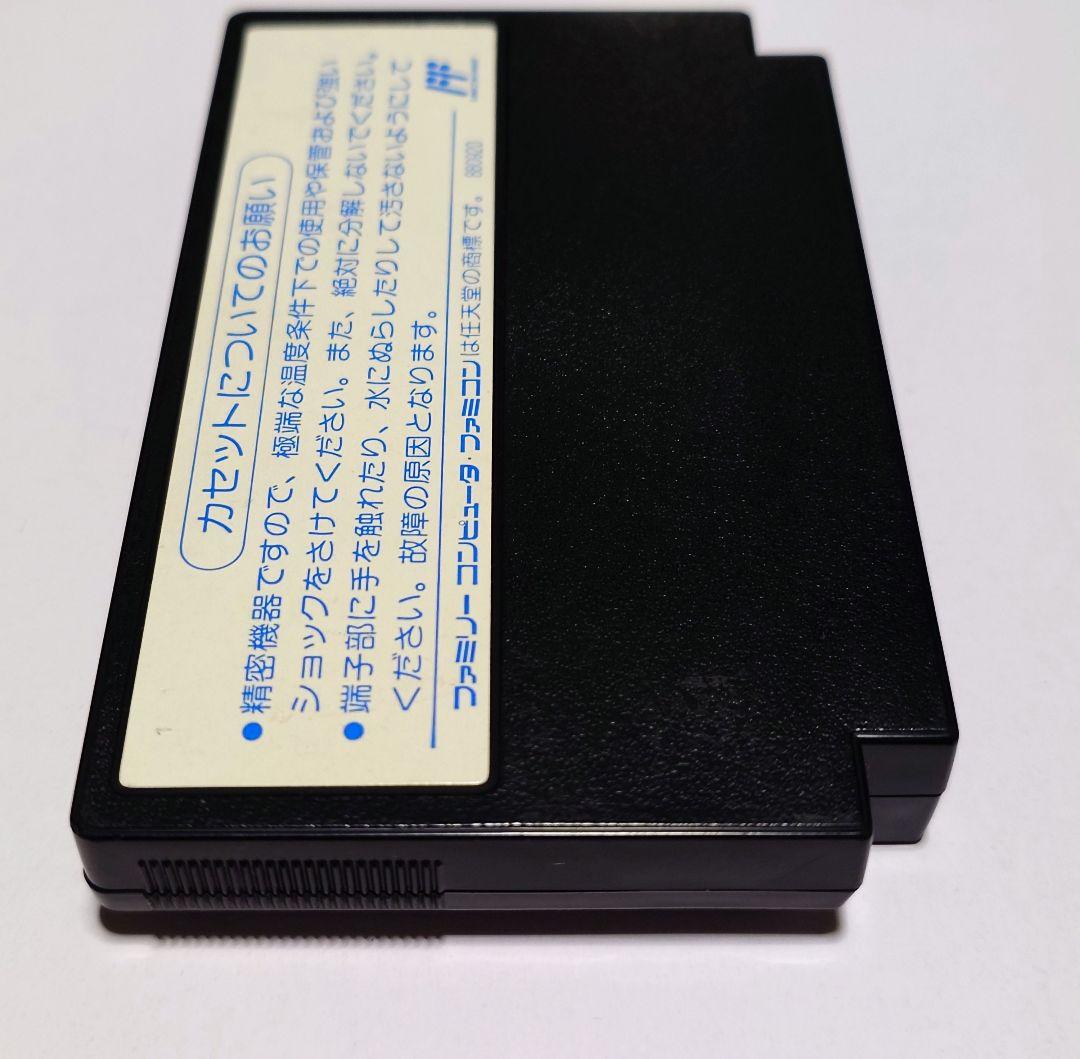 カセットについてのお願い
●精密機器ですので、極端な温度条件下での使用や保管および強い
ショックをさけてください。また、絶対に分解しないでください。
●端子部に手を触れたり、水にぬらしたりして汚さないようにして
ください。故障の原因となります。
ファミリーコンピュータ・ファミコンは任天堂の商標です。